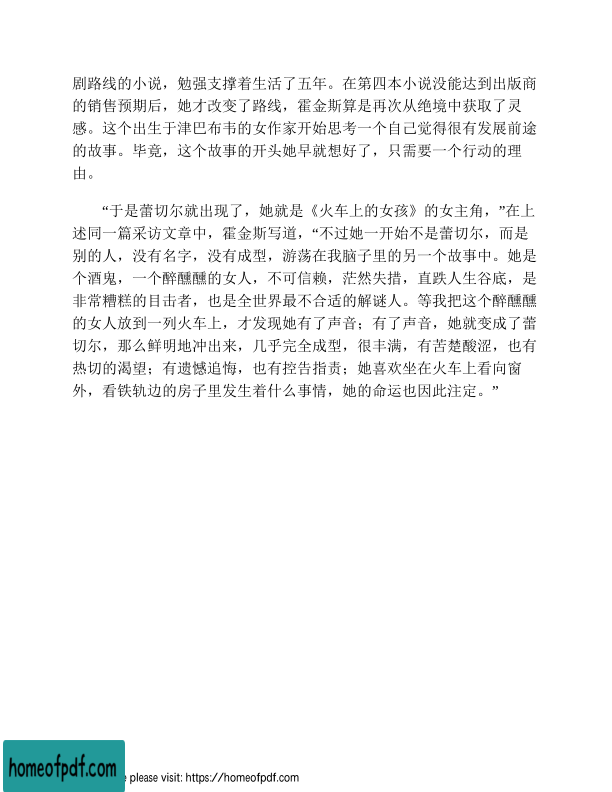 剧路线的小说，勉强支撑着生活了五年。在第四本小说没能达到出版商
的销售预期后，她才改变了路线，霍金斯算是再次从绝境中获取了灵
感。这个出生于津巴布韦的女作家开始思考一个自己觉得很有发展前途
的故事。毕竟，这个故事的开头她早就想好了，只需要一个行动的理
由。
“于是蕾切尔就出现了，她就是《火车上的女孩》的女主角，”在上
述同一篇采访文章中，霍金斯写道，“不过她一开始不是蕾切尔，而是
别的人，没有名字，没有成型，游荡在我脑子里的另一个故事中。她是
个酒鬼，一个醉醺醺的女人，不可信赖，茫然失措，直跌人生谷底，是
非常糟糕的目击者，也是全世界最不合适的解谜人。等我把这个醉醺醺
的女人放到一列火车上，才发现她有了声音；有了声音，她就变成了蕾
切尔，那么鲜明地冲出来，几乎完全成型，很丰满，有苦楚酸涩，也有
热切的渴望；有遗憾追悔，也有控告指责；她喜欢坐在火车上看向窗
外，看铁轨边的房子里发生着什么事情，她的命运也因此注定。”
homeofpdf.com
please visit: https://homeofpdf.com